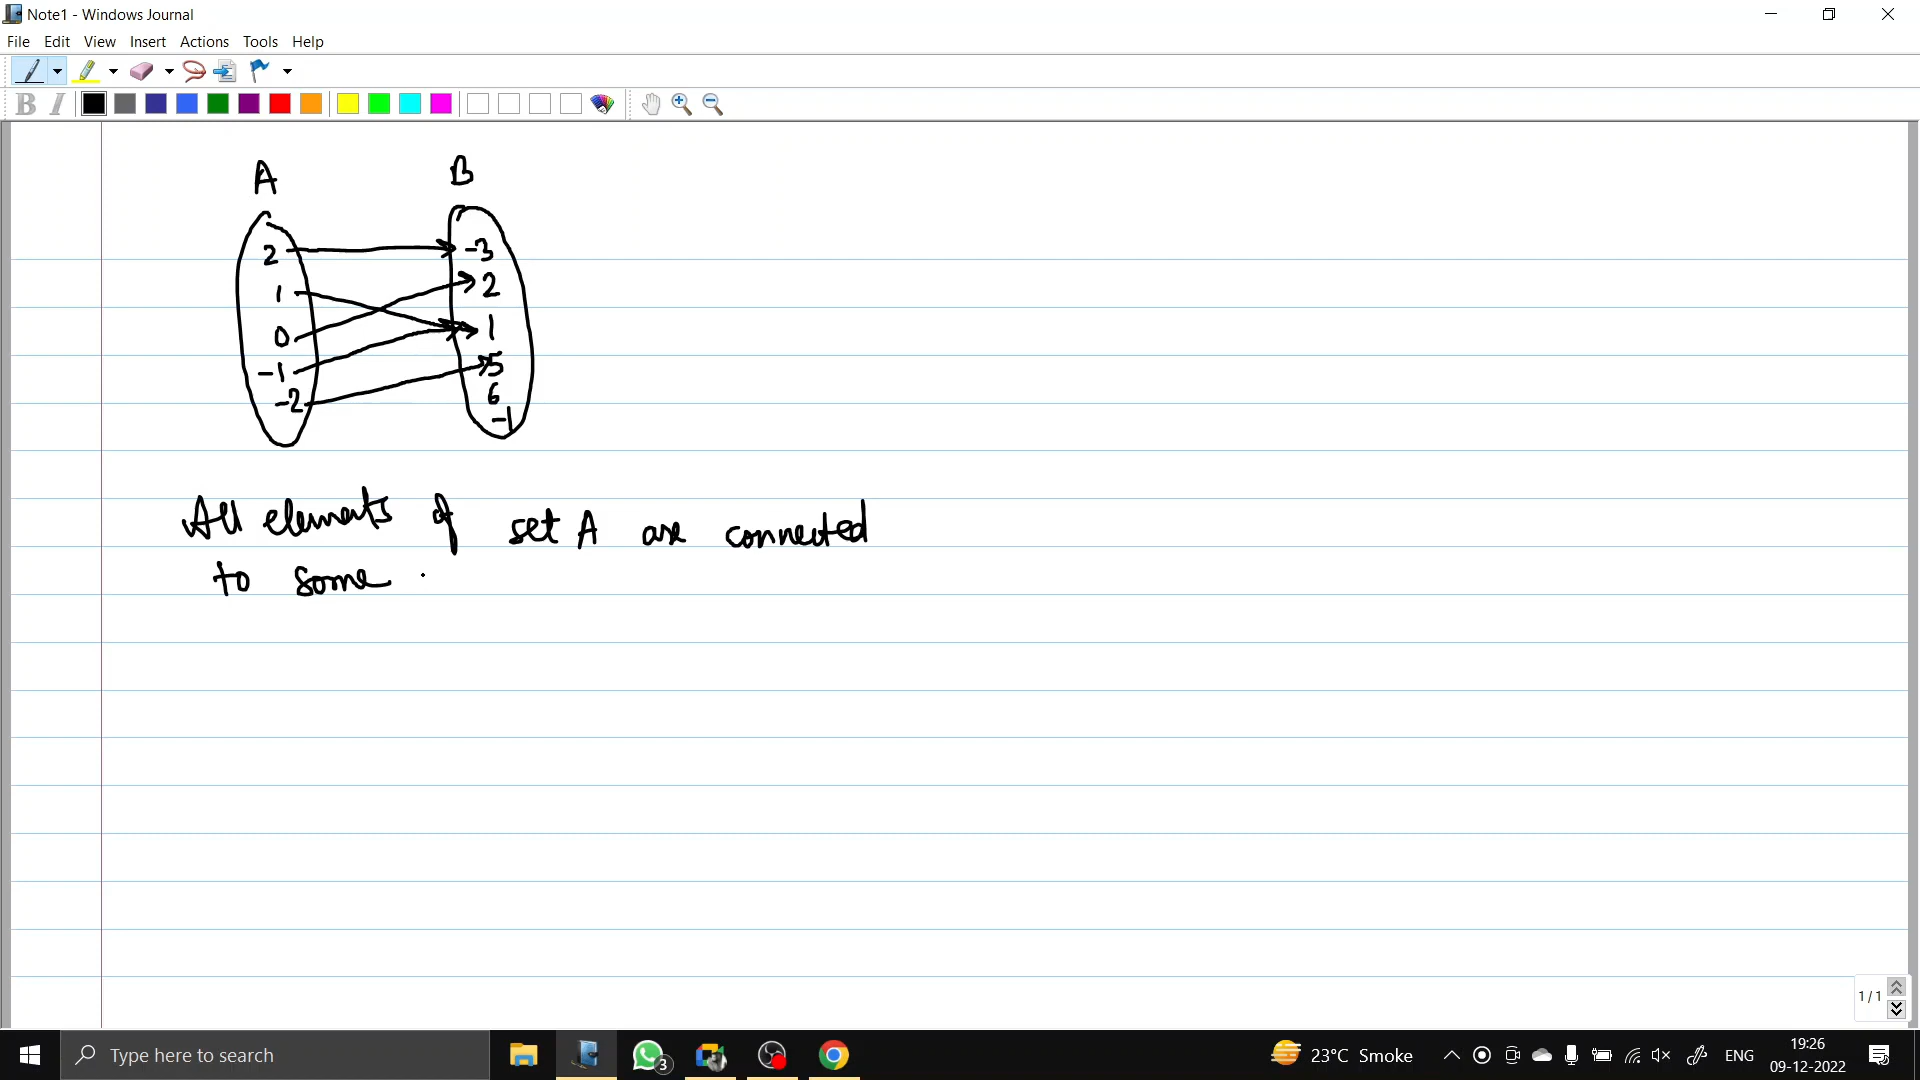 Note1 - Windows Journal
File Edit View Insert Actions Tools Help
B I
A B
2 -3
1 2
0 1
-1 5
-2 6
-1
All elements of set A are connected
to some
1 / 1
Type here to search
3
23°C Smoke
ENG
19:26
09-12-2022